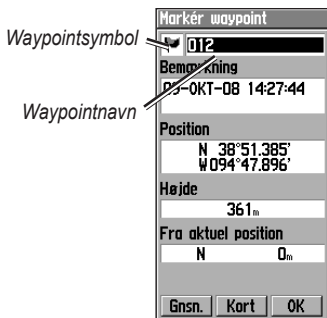 Markér waypoint
Waypointsymbol
012
Bemærkning
Waypointnavn
09-OKT-08 14:27:44
Position
N 38°51.385'
W094°47.896'
Højde
361m
Fra aktuel position
N 0m
Gnsn. Kort OK